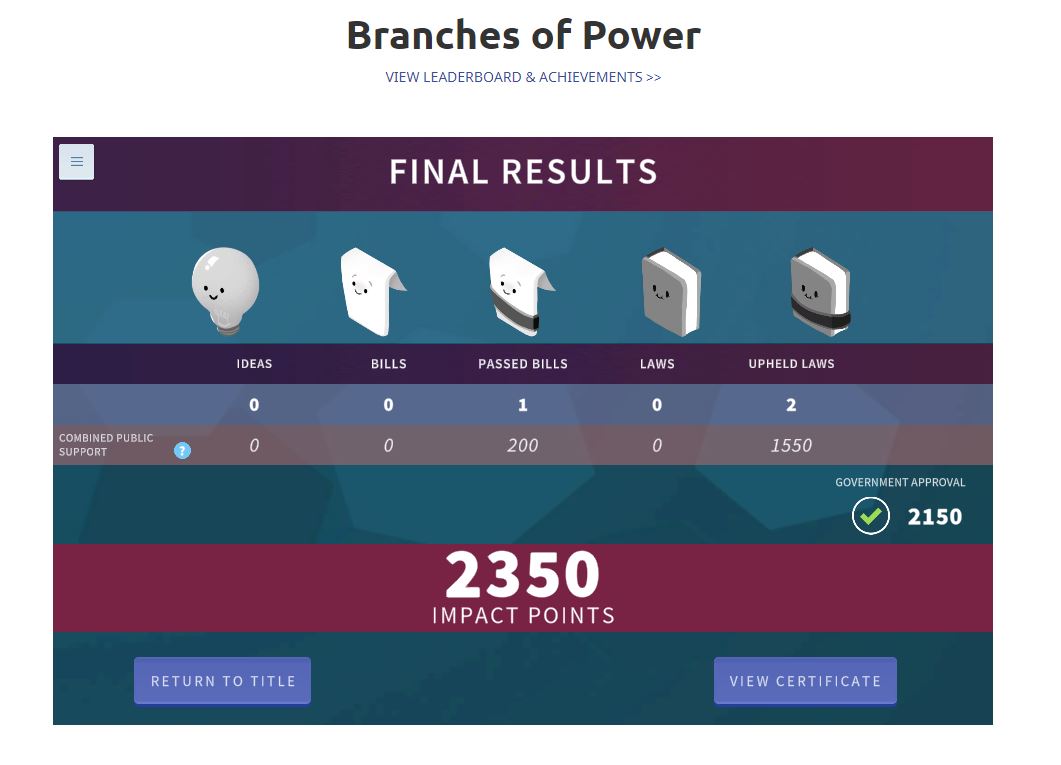 Branches of Power
VIEW LEADERBOARD & ACHIEVEMENTS >>
FINAL RESULTS
IDEAS BILLS PASSED BILLS LAWS UPHELD LAWS
0 0 1 0 2
COMBINED PUBLIC
SUPPORT ? 0 0 200 0 1550
GOVERNMENT APPROVAL
2150
2350
IMPACT POINTS
RETURN TO TITLE VIEW CERTIFICATE